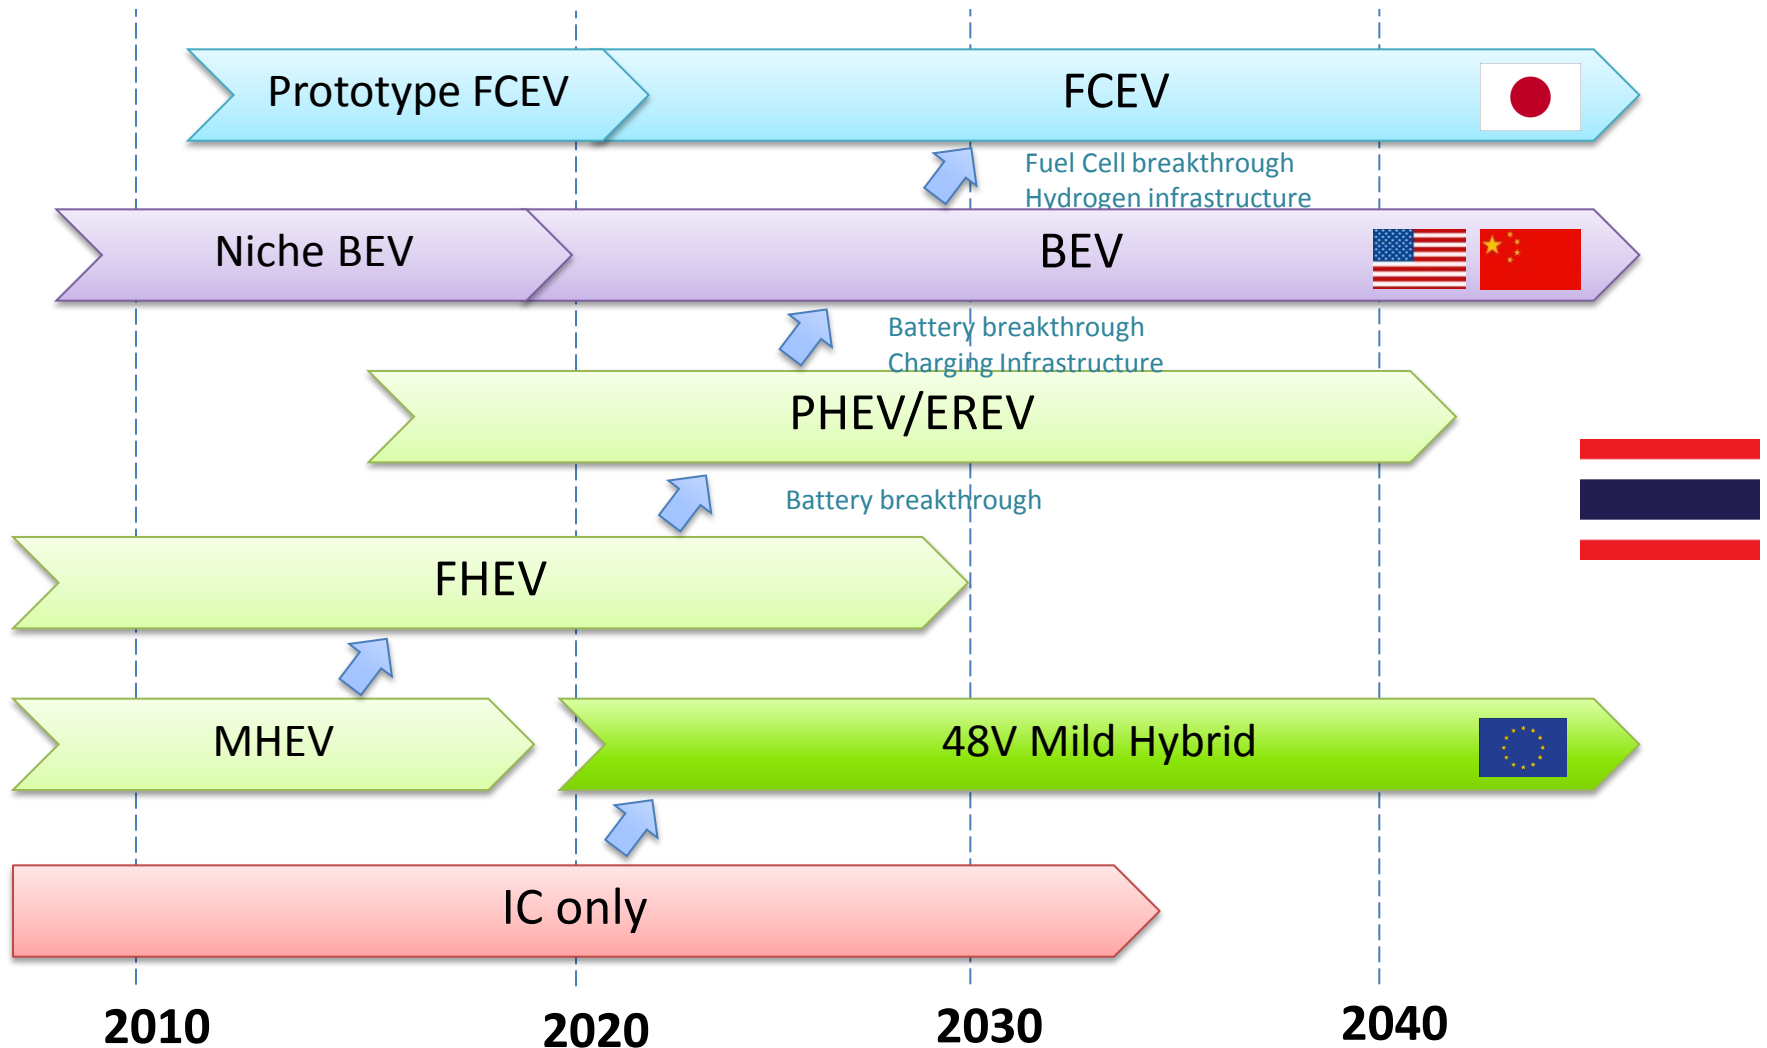 Prototype FCEV
FCEV
Fuel Cell breakthrough
Hydrogen infrastructure
Niche BEV
BEV
Battery breakthrough
Charging Infrastructure
PHEV/EREV
Battery breakthrough
FHEV
MHEV
48V Mild Hybrid
IC only
2010
2020
2030
2040